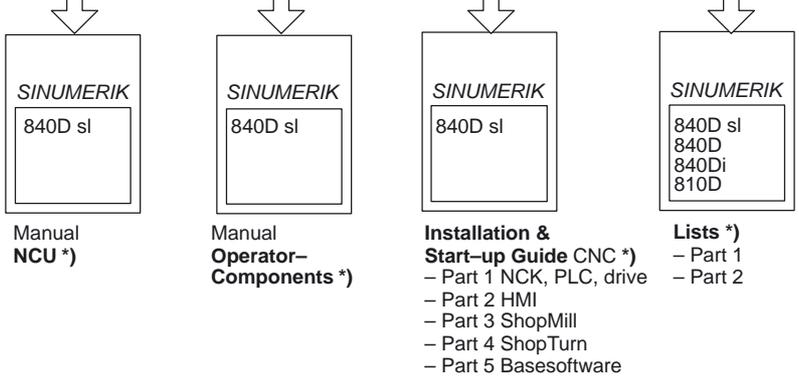 SINUMERIK
840D sl
Manual
NCU *)
SINUMERIK
840D sl
Manual
Operator–
Components *)
SINUMERIK
840D sl
Installation &
Start–up Guide CNC *)
– Part 1 NCK, PLC, drive
– Part 2 HMI
– Part 3 ShopMill
– Part 4 ShopTurn
– Part 5 Basesoftware
SINUMERIK
840D sl
840D
840Di
810D
Lists *)
– Part 1
– Part 2